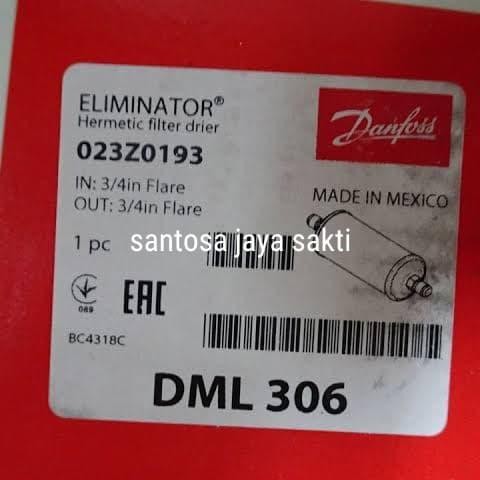 ELIMINATOR®
Hermetic filter drier
023Z0193
IN: 3/4in Flare
OUT: 3/4in Flare
1 pc
Danfoss
MADE IN MEXICO
santosa jaya sakti
089
EAC
BC4318C
DML 306